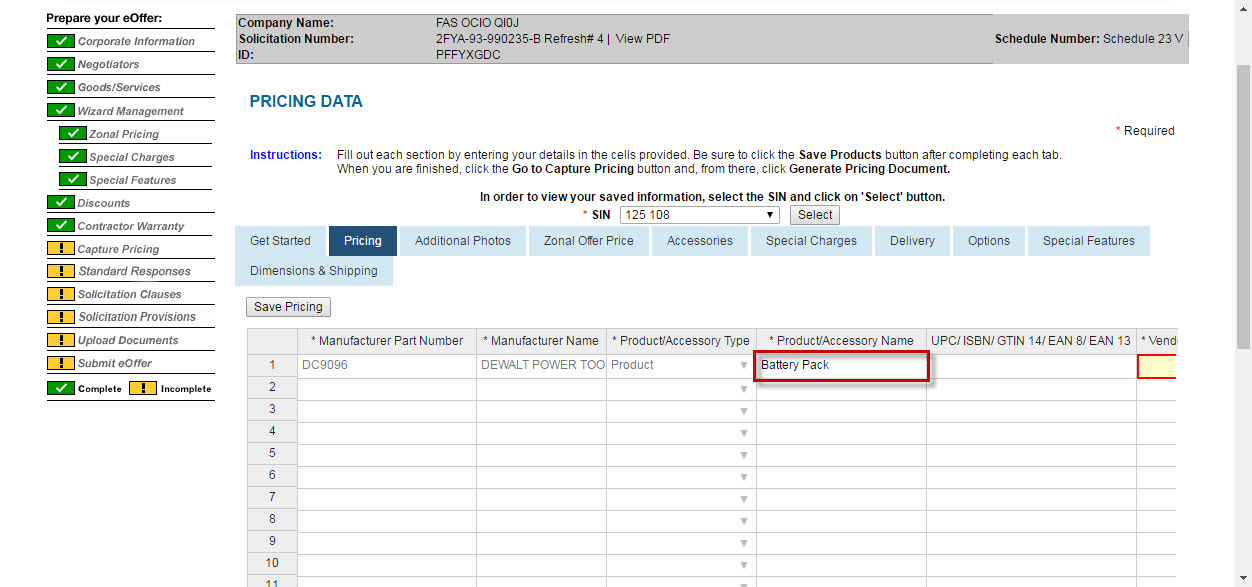 Prepare your eOffer:
Corporate Information
Negotiators
Goods/Services
Wizard Management
Zonal Pricing
Special Charges
Special Features
Discounts
Contractor Warranty
Capture Pricing
Standard Responses
Solicitation Clauses
Solicitation Provisions
Upload Documents
Submit eOffer
Complete Incomplete
Company Name: FAS OCIO QI0J
Solicitation Number: 2FYA-93-990235-B Refresh# 4 | View PDF Schedule Number: Schedule 23 V
ID: PFFYXGDC
PRICING DATA
* Required
Instructions: Fill out each section by entering your details in the cells provided. Be sure to click the Save Products button after completing each tab.
When you are finished, click the Go to Capture Pricing button and, from there, click Generate Pricing Document.
In order to view your saved information, select the SIN and click on 'Select' button.
* SIN 125 108 Select
Get Started Pricing Additional Photos Zonal Offer Price Accessories Special Charges Delivery Options Special Features
Dimensions & Shipping
Save Pricing
* Manufacturer Part Number * Manufacturer Name * Product/Accessory Type * Product/Accessory Name UPC/ ISBN/ GTIN 14/ EAN 8/ EAN 13 * Vend
1 DC9096 DEWALT POWER TOO Product Battery Pack
2
3
4
5
6
7
8
9
10
11